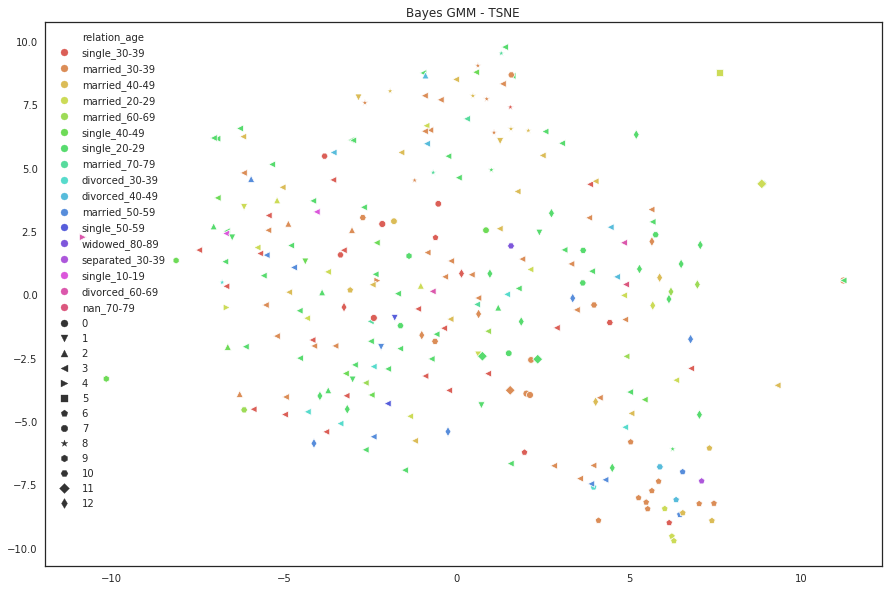 Bayes GMM - TSNE
relation_age
single_30-39
married_30-39
married_40-49
married_20-29
married_60-69
single_40-49
single_20-29
married_70-79
divorced_30-39
divorced_40-49
married_50-59
single_50-59
widowed_80-89
separated_30-39
single_10-19
divorced_60-69
nan_70-79
0
1
2
3
4
5
6
7
8
9
10
11
12
10.0
7.5
5.0
2.5
0.0
−2.5
−5.0
−7.5
−10.0
−10
−5
0
5
10